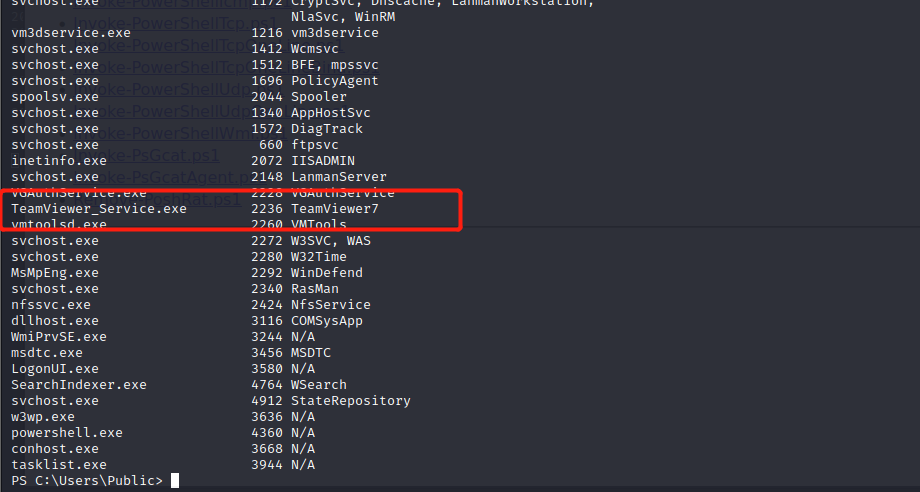 svchost.exe 1172 CryptSvc, Dnscache, LanmanWorkstation,
NlaSvc, WinRM
vm3dservice.exe 1216 vm3dservice
svchost.exe 1412 Wcmsvc
svchost.exe 1512 BFE, mpssvc
svchost.exe 1696 PolicyAgent
spoolsv.exe 2044 Spooler
svchost.exe 1340 AppHostSvc
svchost.exe 1572 DiagTrack
svchost.exe 660 ftpsvc
inetinfo.exe 2072 IISADMIN
svchost.exe 2148 LanmanServer
VGAuthService.exe 2228 VGAuthService
TeamViewer_Service.exe 2236 TeamViewer7
vmtoolsd.exe 2260 VMTools
svchost.exe 2272 W3SVC, WAS
svchost.exe 2280 W32Time
MsMpEng.exe 2292 WinDefend
svchost.exe 2340 RasMan
nfssvc.exe 2424 NfsService
dllhost.exe 3116 COMSysApp
WmiPrvSE.exe 3244 N/A
msdtc.exe 3456 MSDTC
LogonUI.exe 3580 N/A
SearchIndexer.exe 4764 WSearch
svchost.exe 4912 StateRepository
w3wp.exe 3636 N/A
powershell.exe 4360 N/A
conhost.exe 3668 N/A
tasklist.exe 3944 N/A
PS C:\Users\Public>